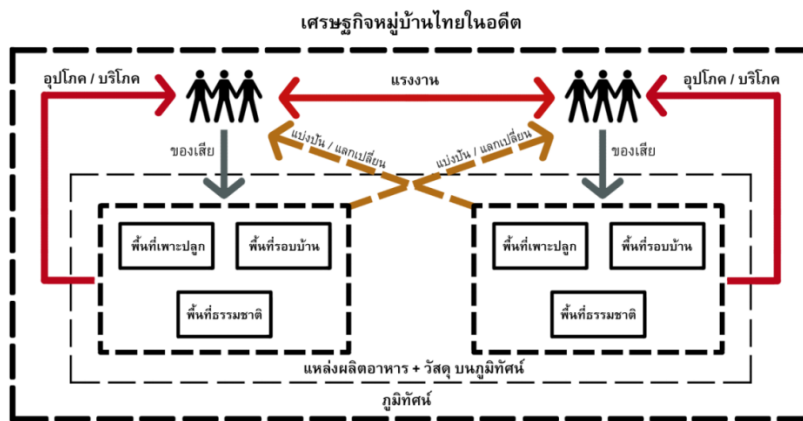 เศรษฐกิจหมู่บ้านไทยในอดีต
อุปโภค / บริโภค
แรงงาน
อุปโภค / บริโภค
ของเสีย
แบ่งปัน / แลกเปลี่ยน
แบ่งปัน / แลกเปลี่ยน
ของเสีย
พื้นที่เพาะปลูก
พื้นที่รอบบ้าน
พื้นที่เพาะปลูก
พื้นที่รอบบ้าน
พื้นที่ธรรมชาติ
พื้นที่ธรรมชาติ
แหล่งผลิตอาหาร + วัสดุ บนภูมิทัศน์
ภูมิทัศน์